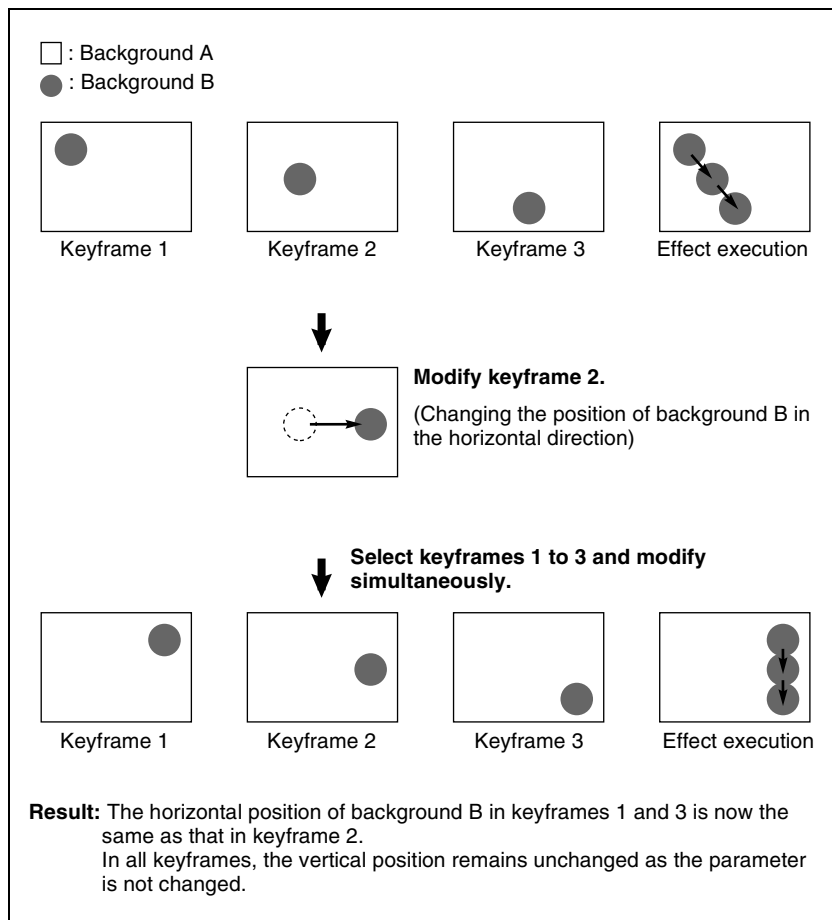 : Background A
: Background B
Keyframe 1
Keyframe 2
Keyframe 3
Effect execution
Modify keyframe 2.
(Changing the position of background B in
the horizontal direction)
Select keyframes 1 to 3 and modify
simultaneously.
Keyframe 1
Keyframe 2
Keyframe 3
Effect execution
Result: The horizontal position of background B in keyframes 1 and 3 is now the
same as that in keyframe 2.
In all keyframes, the vertical position remains unchanged as the parameter
is not changed.